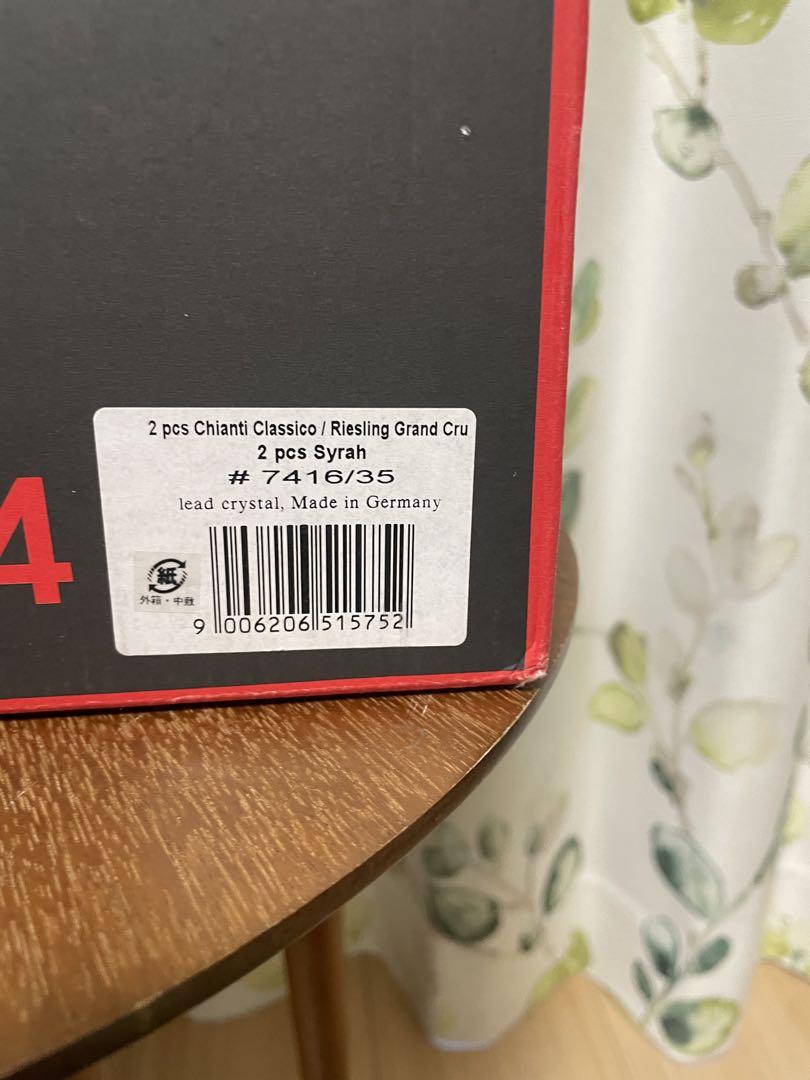 4
2 pcs Chianti Classico / Riesling Grand Cru
2 pcs Syrah
# 7416/35
lead crystal, Made in Germany
紙
外箱・中敷
9 006206 515752